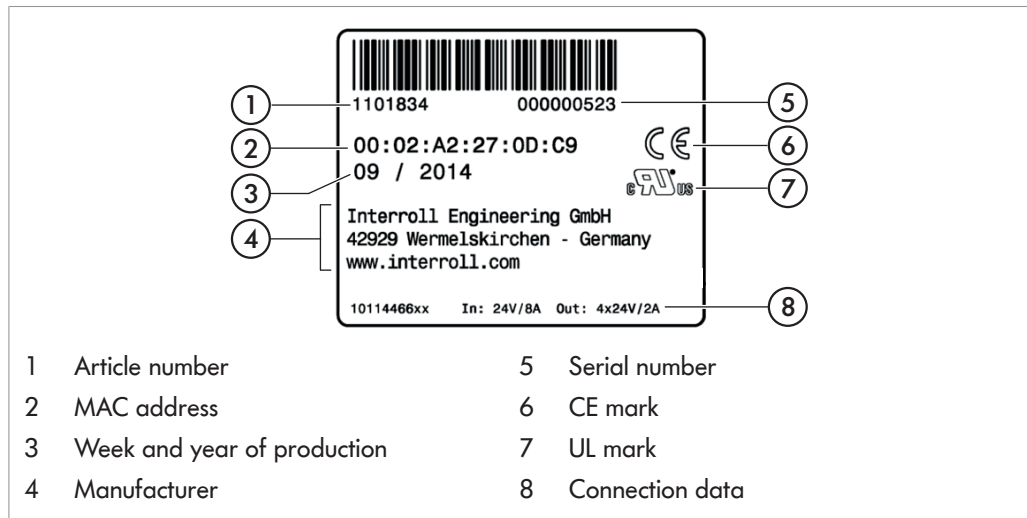 1101834 000000523
1 5
00:02:A2:27:0D:C9 CE
2 6
09 / 2014 c RU US
3 7
Interroll Engineering GmbH
4 42929 Wermelskirchen - Germany
www.interroll.com
10114466xx In: 24V/8A Out: 4x24V/2A 8
1 Article number 5 Serial number
2 MAC address 6 CE mark
3 Week and year of production 7 UL mark
4 Manufacturer 8 Connection data